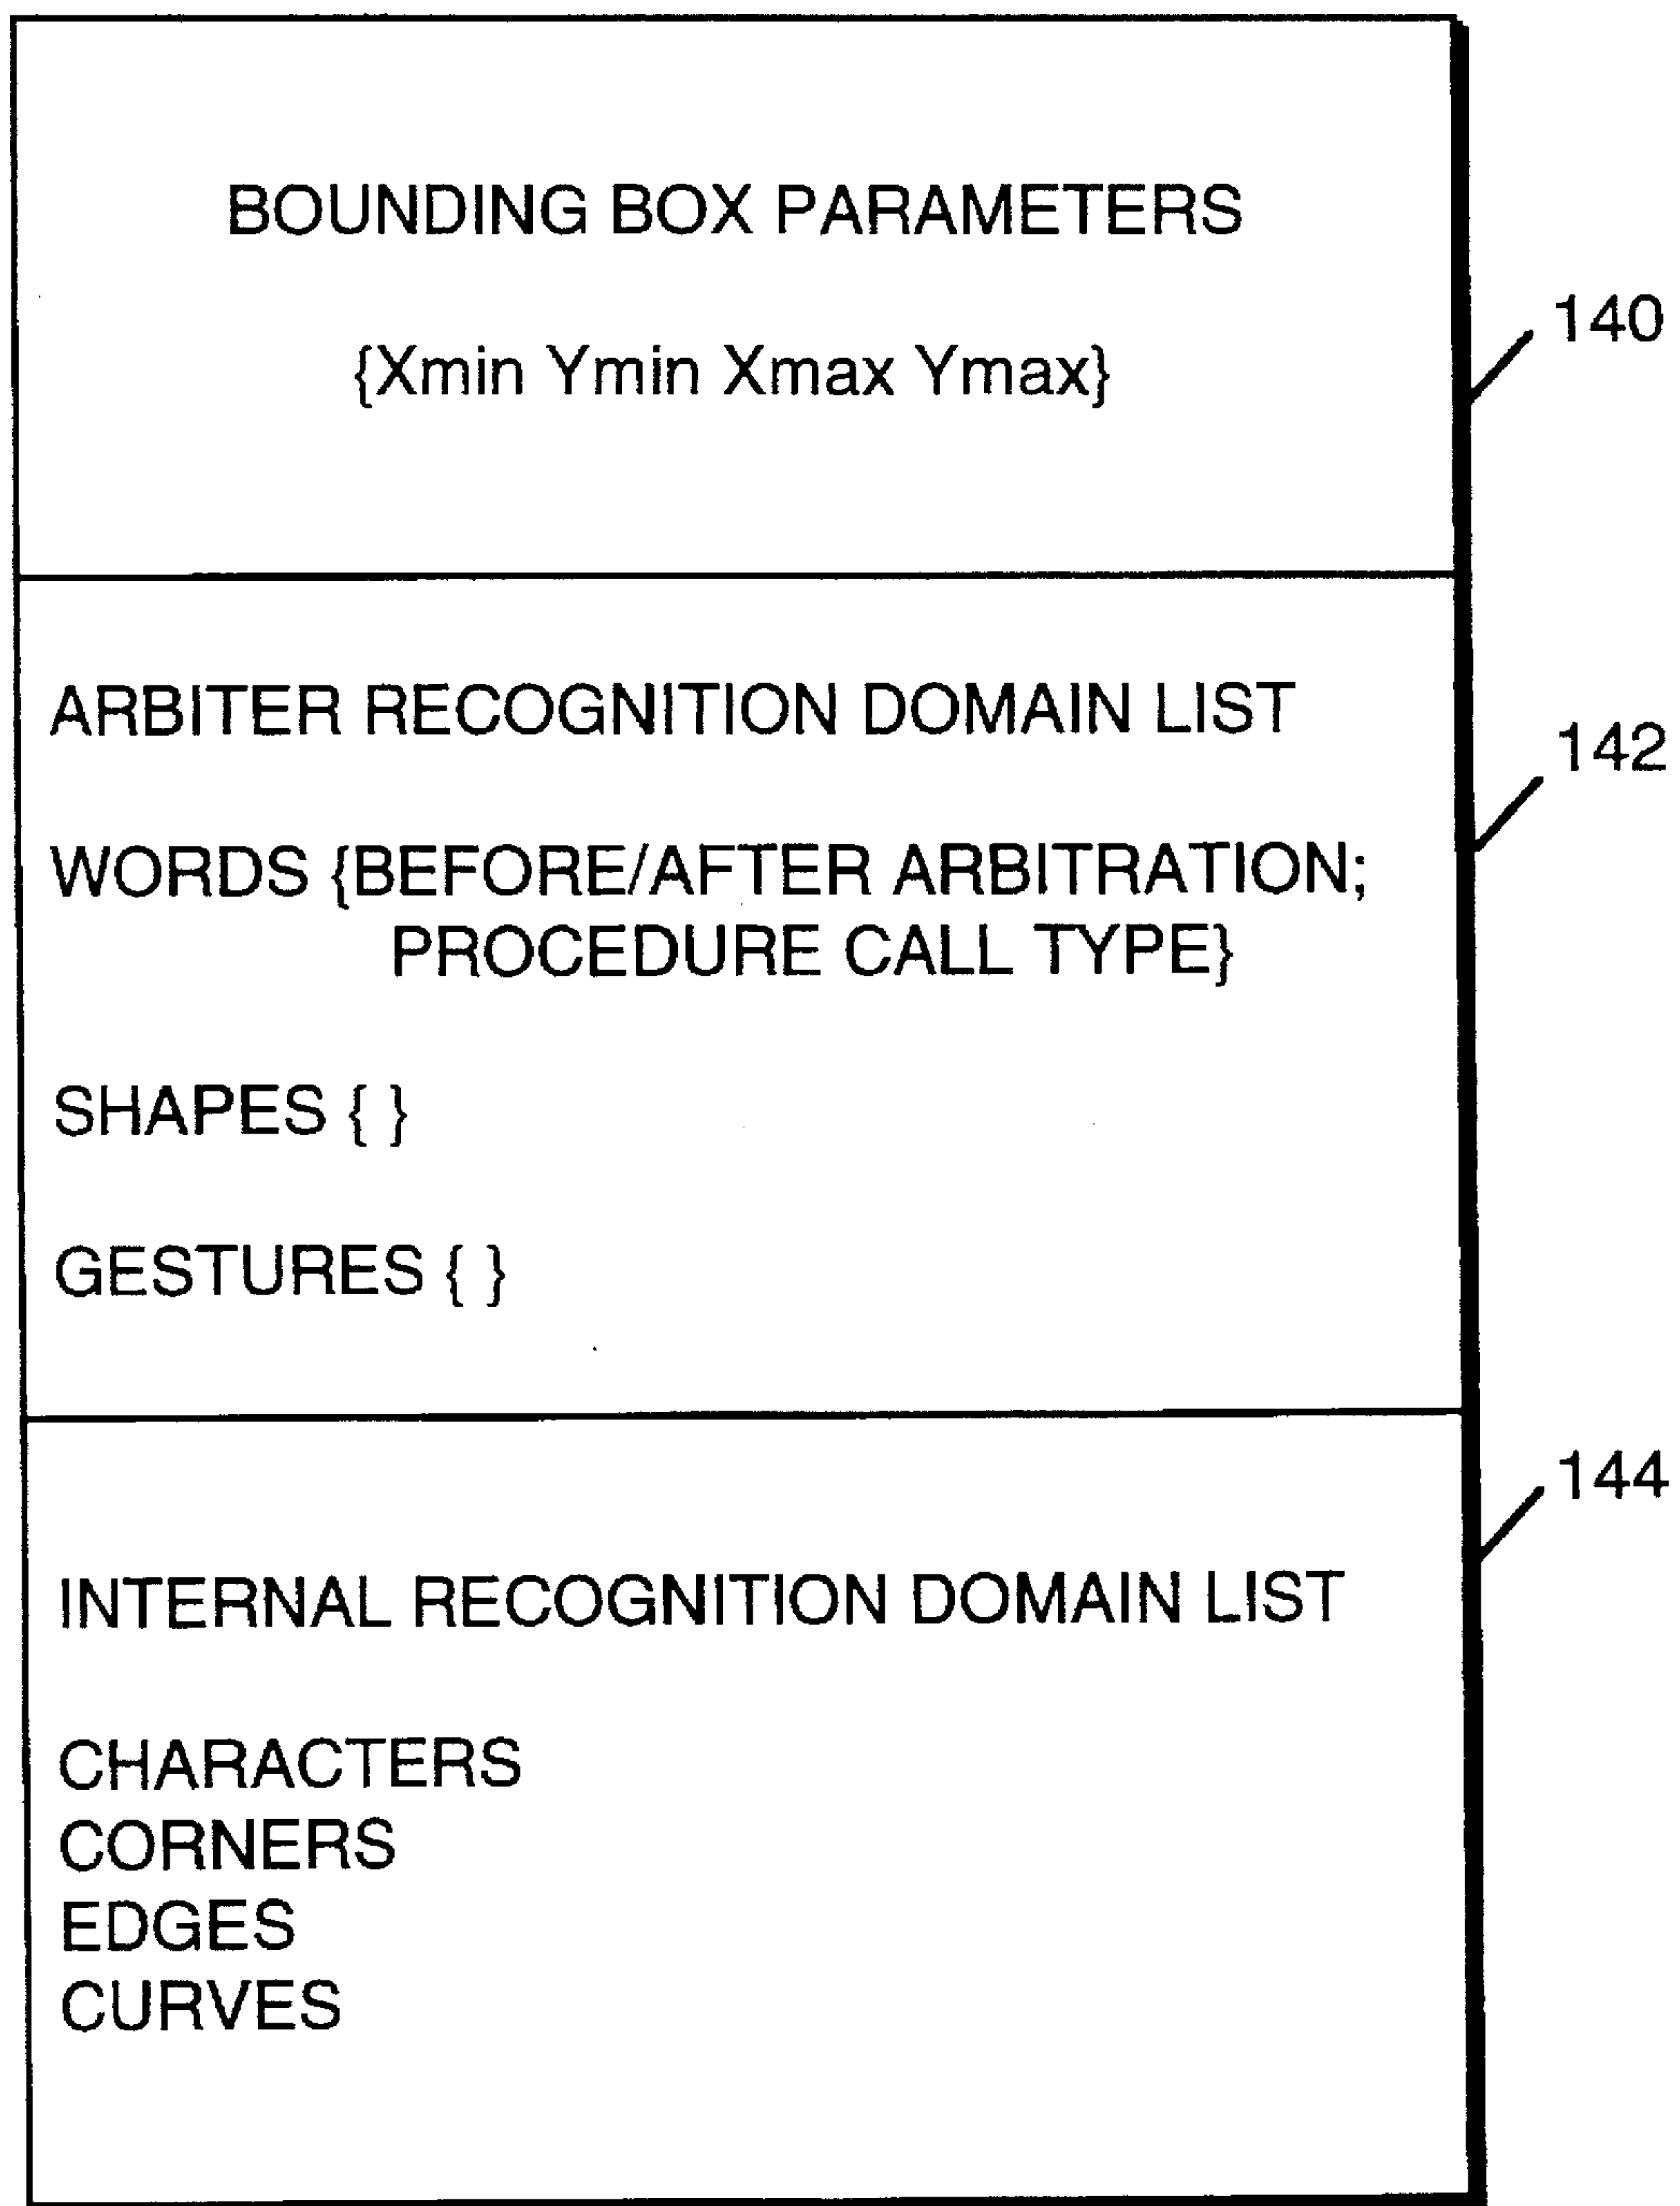 BOUNDING BOX PARAMETERS
{Xmin Ymin Xmax Ymax}
140
ARBITER RECOGNITION DOMAIN LIST
142
WORDS {BEFORE/AFTER ARBITRATION;
PROCEDURE CALL TYPE}
SHAPES { }
GESTURES { }
144
INTERNAL RECOGNITION DOMAIN LIST
CHARACTERS
CORNERS
EDGES
CURVES